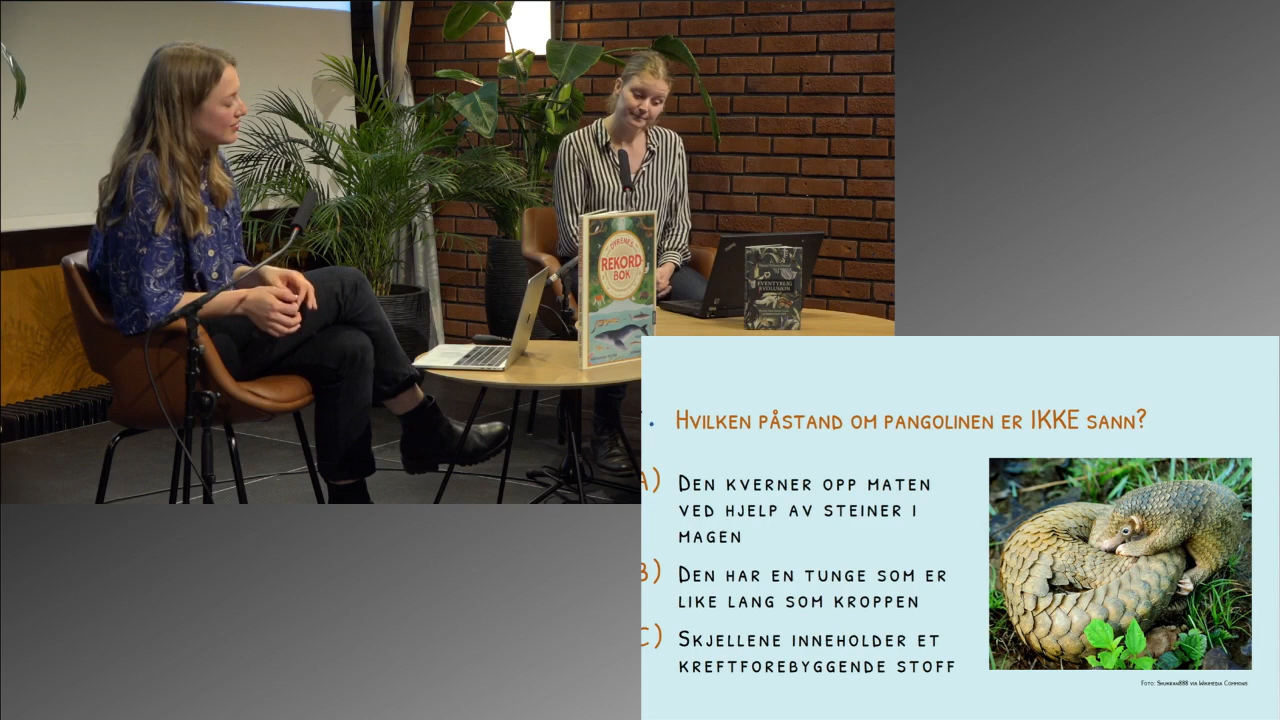 DYRENES
REKORD-
BOK
EVENTYRLIG
EVOLUSJON
. HVILKEN PÅSTAND OM PANGOLINEN ER IKKE SANN?
A) DEN KVERNER OPP MATEN
VED HJELP AV STEINER I
MAGEN
B) DEN HAR EN TUNGE SOM ER
LIKE LANG SOM KROPPEN
C) SKJELLENE INNEHOLDER ET
KREFTFOREBYGGENDE STOFF
FOTO: SHUKRAN888 VIA WIKIMEDIA COMMONS